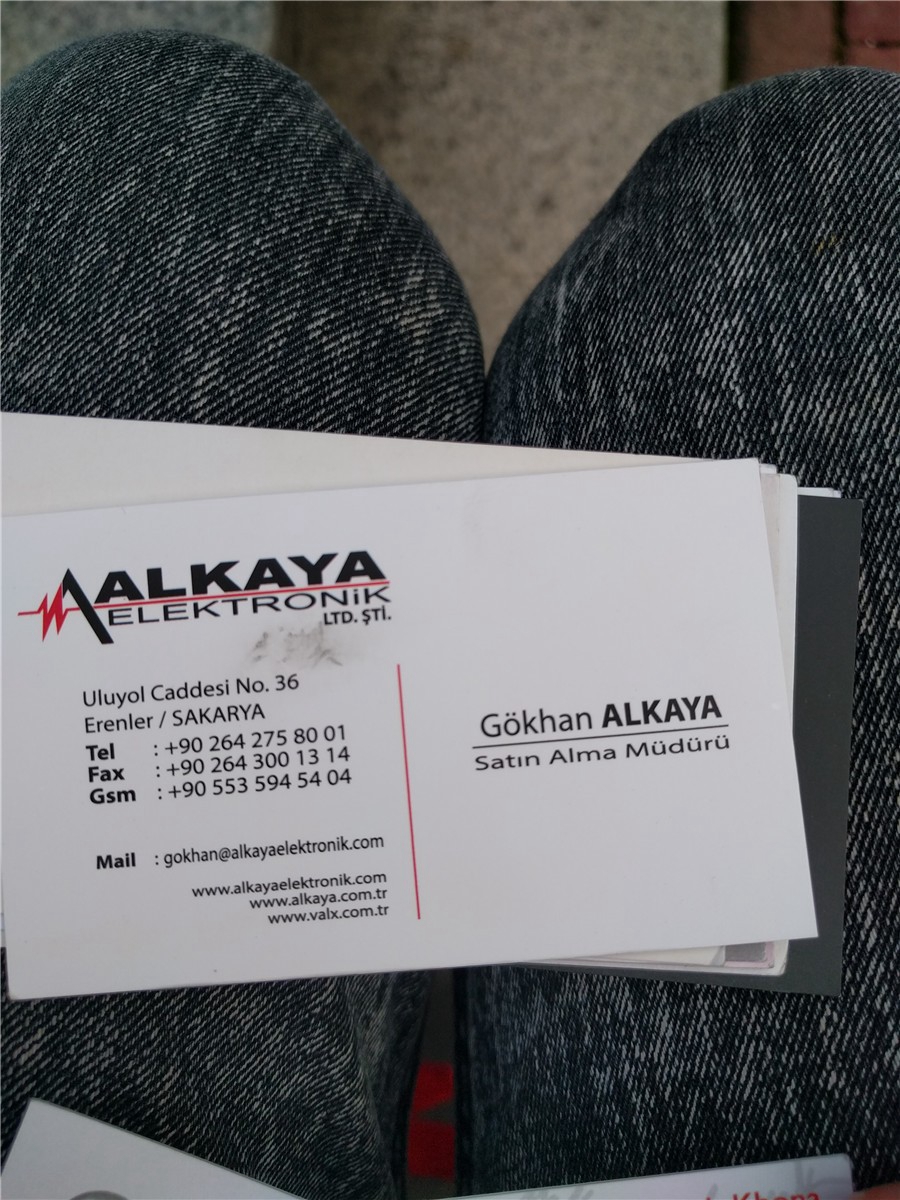 ALKAYA
ELEKTRONİK
LTD. ŞTİ.
Uluyol Caddesi No. 36
Erenler / SAKARYA
Tel : +90 264 275 80 01
Fax : +90 264 300 13 14
Gsm : +90 553 594 54 04
Mail : gokhan@alkayaelektronik.com
www.alkayaelektronik.com
www.alkaya.com.tr
www.valx.com.tr
Gökhan ALKAYA
Satın Alma Müdürü